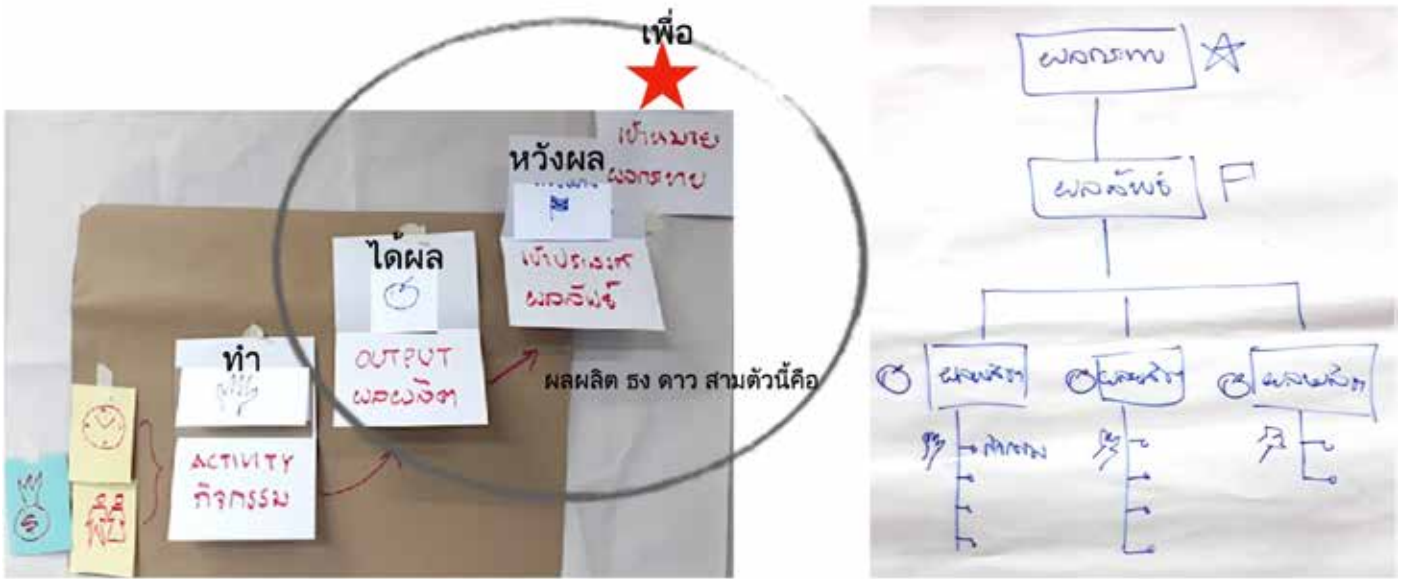 เพื่อ
เป้าหมาย
ผลกระทบ
หวังผล
เป้าประสงค์
ผลลัพธ์
ได้ผล
OUTPUT
ผลผลิต
ผลผลิต ธง ดาว สามตัวนี้คือ
ทำ
ACTIVITY
กิจกรรม
$
ผลกระทบ
ผลลัพธ์
ผลผลิต
ผลผลิต
ผลผลิต
กิจกรรม